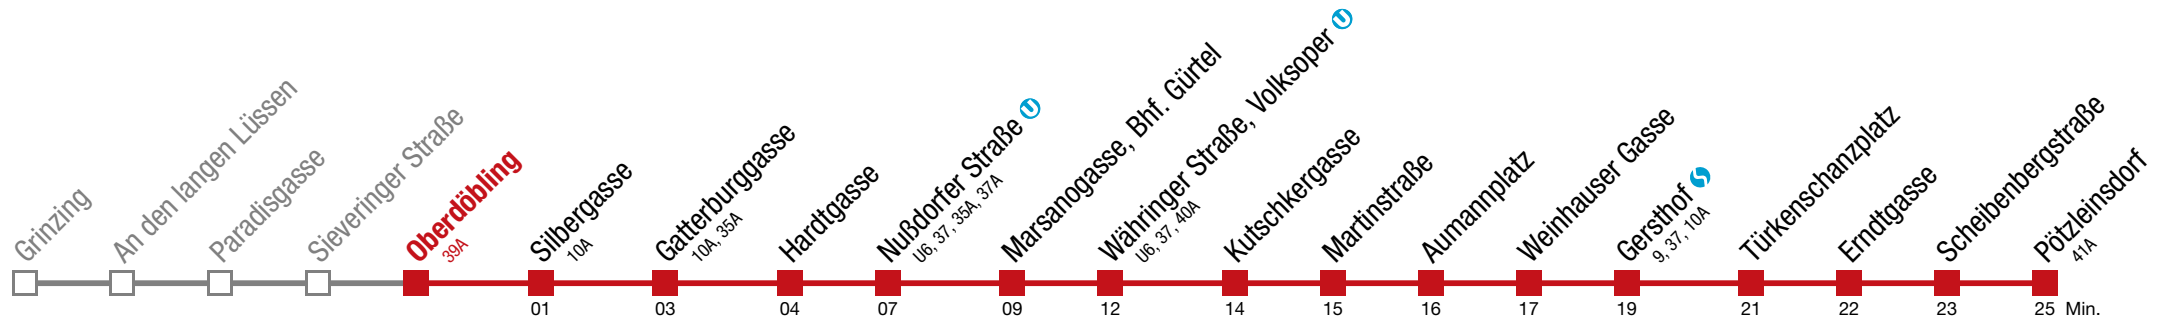 Grinzing
An den langen Lüssen
Paradisgasse
Sieveringer Straße
Oberdöbling
39A
Silbergasse
10A
Gatterburggasse
10A, 35A
Hardtgasse
Nußdorfer Straße
U6, 37, 35A, 37A
Marsanogasse, Bhf. Gürtel
Währinger Straße, Volksoper
U6, 37, 40A
Kutschkergasse
Martinstraße
Aumannplatz
Weinhauser Gasse
Gersthof
9, 37, 10A
Türkenschanzplatz
Erndtgasse
Scheibenbergstraße
Pötzleinsdorf
41A
01 03 04 07 09 12 14 15 16 17 19 21 22 23 25 Min.